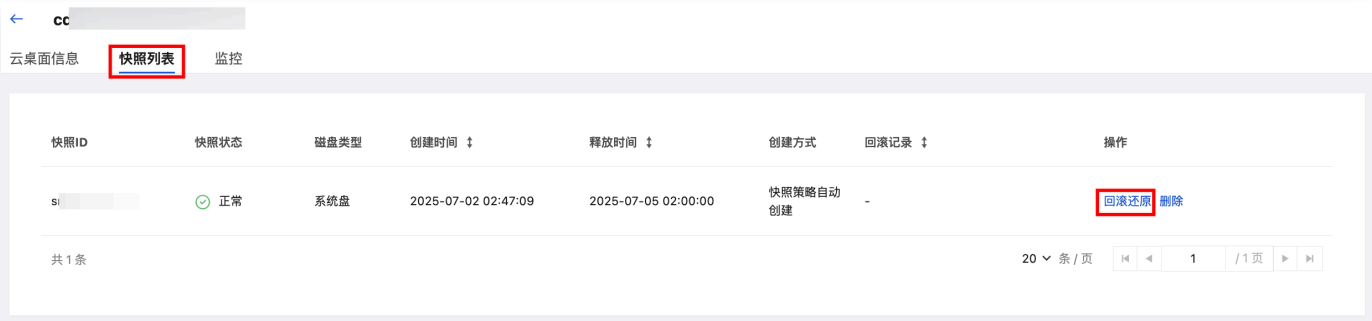 云桌面信息 快照列表 监控
快照ID 快照状态 磁盘类型 创建时间 释放时间 创建方式 回滚记录 操作
正常 系统盘 2025-07-02 02:47:09 2025-07-05 02:00:00 快照策略自动创建 - 回滚还原 删除
共 1 条 20 条 / 页 1 / 1 页